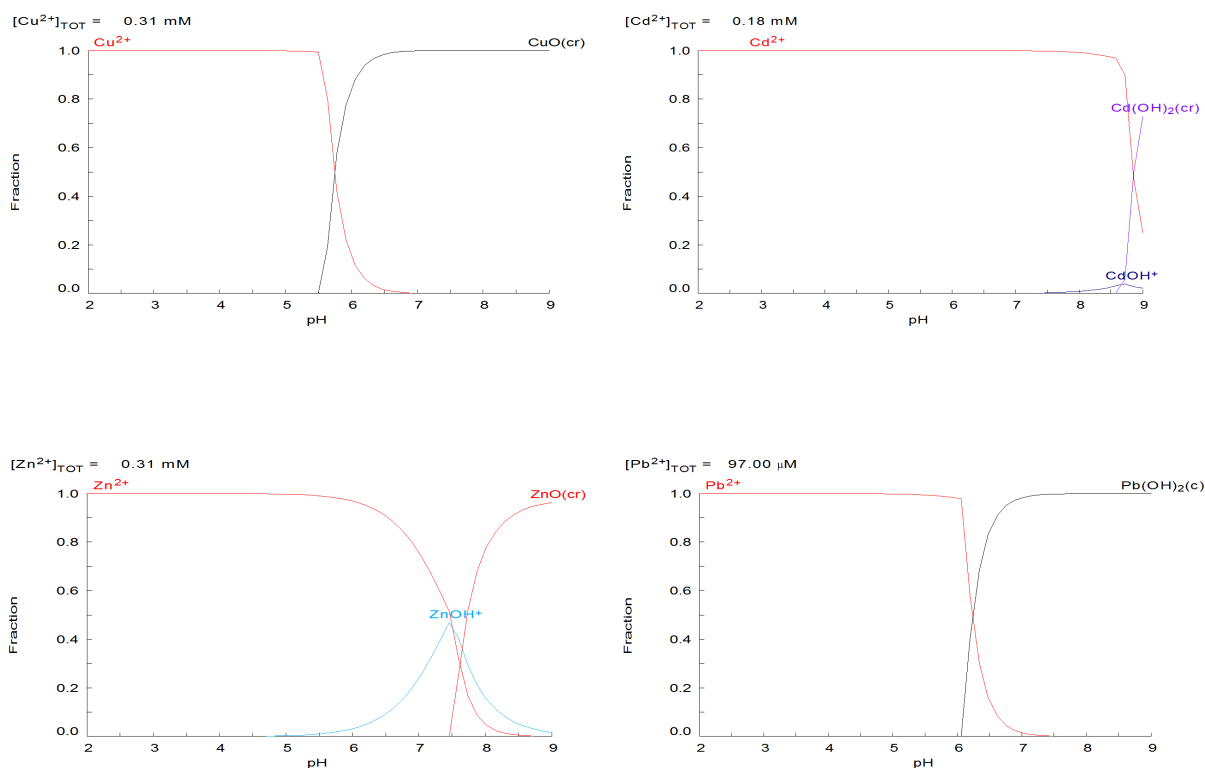 [Cu²⁺]TOT = 0.31 mM
Cu²⁺
CuO(cr)
1.0
0.8
0.6
0.4
0.2
0.0
Fraction
2 3 4 5 6 7 8 9
pH
[Cd²⁺]TOT = 0.18 mM
Cd²⁺
1.0
0.8
0.6
0.4
0.2
0.0
Cd(OH)₂(cr)
CdOH⁺
Fraction
2 3 4 5 6 7 8 9
pH
[Zn²⁺]TOT = 0.31 mM
Zn²⁺
ZnO(cr)
1.0
0.8
0.6
0.4
0.2
0.0
ZnOH⁺
Fraction
2 3 4 5 6 7 8 9
pH
[Pb²⁺]TOT = 97.00 µM
Pb²⁺
Pb(OH)₂(c)
1.0
0.8
0.6
0.4
0.2
0.0
Fraction
2 3 4 5 6 7 8 9
pH